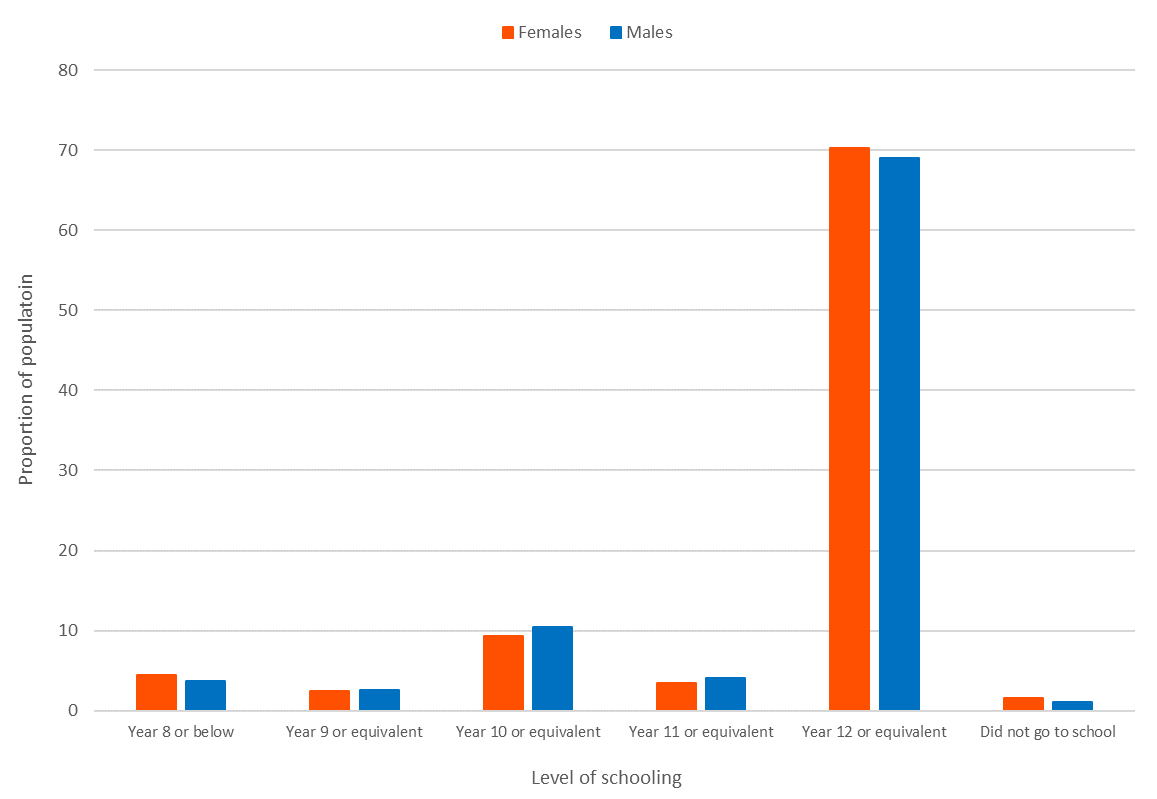 Females Males
80
70
60
50
40
30
20
10
0
Proportion of populatoin
Year 8 or below Year 9 or equivalent Year 10 or equivalent Year 11 or equivalent Year 12 or equivalent Did not go to school
Level of schooling